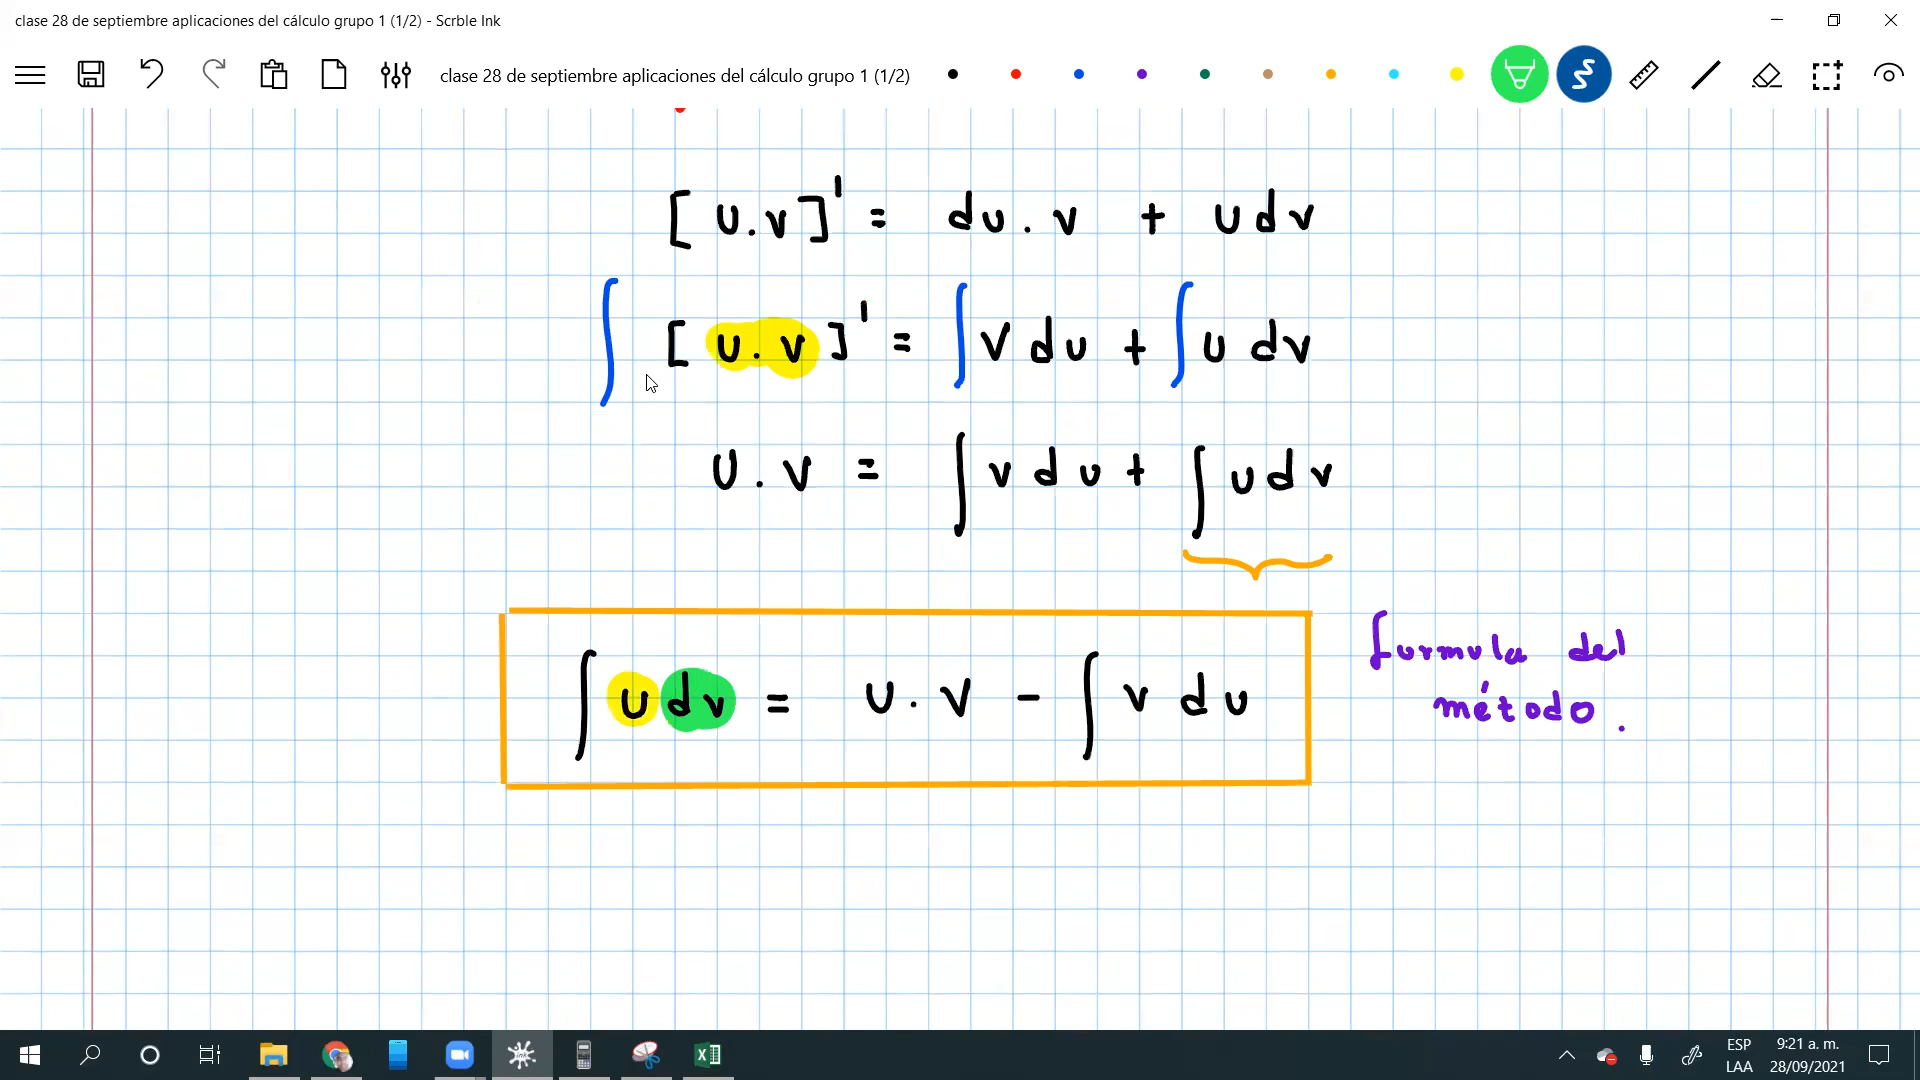 clase 28 de septiembre aplicaciones del cálculo grupo 1 (1/2) - Scrble Ink
clase 28 de septiembre aplicaciones del cálculo grupo 1 (1/2)
[u.v]' = du.v + udv
∫ [u.v]' = ∫ v du + ∫ u dv
u.v = ∫ v du + ∫ u dv
∫ u dv = u.v - ∫ v du
formula del
método.
ESP
LAA
9:21 a. m.
28/09/2021